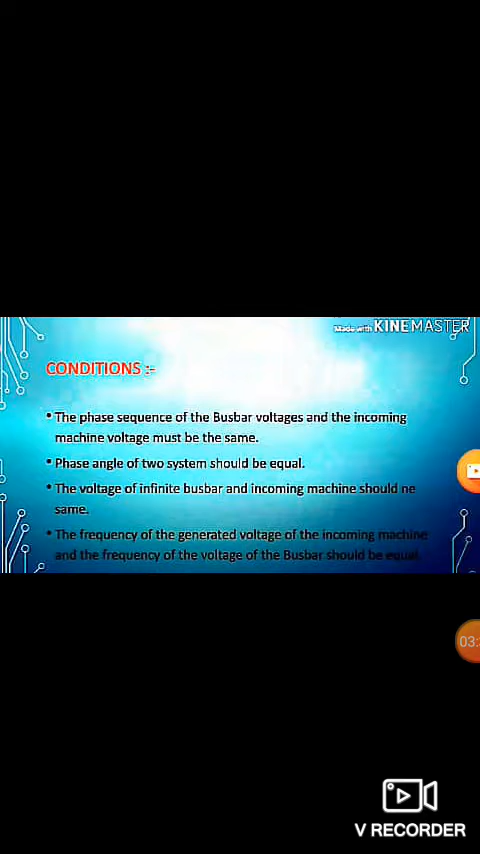 Made with KINEMASTER
CONDITIONS :-
• The phase sequence of the Busbar voltages and the incoming
machine voltage must be the same.
• Phase angle of two system should be equal.
• The voltage of infinite busbar and incoming machine should ne
same.
• The frequency of the generated voltage of the incoming machine
and the frequency of the voltage of the Busbar should be equal.
03:
V RECORDER